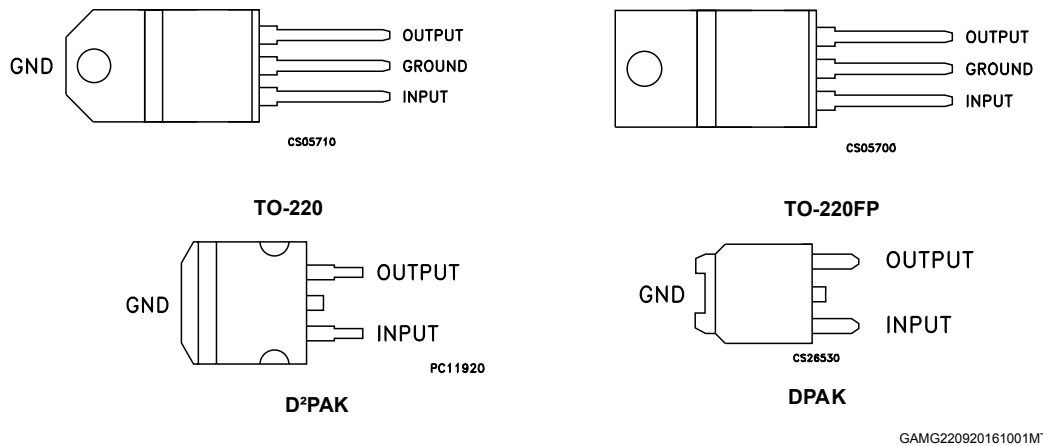 GND
OUTPUT
GROUND
INPUT
CS05710
TO-220
OUTPUT
GROUND
INPUT
CS05700
TO-220FP
GND
OUTPUT
INPUT
PC11920
D²PAK
GND
OUTPUT
INPUT
CS26530
DPAK
GAMG220920161001MT